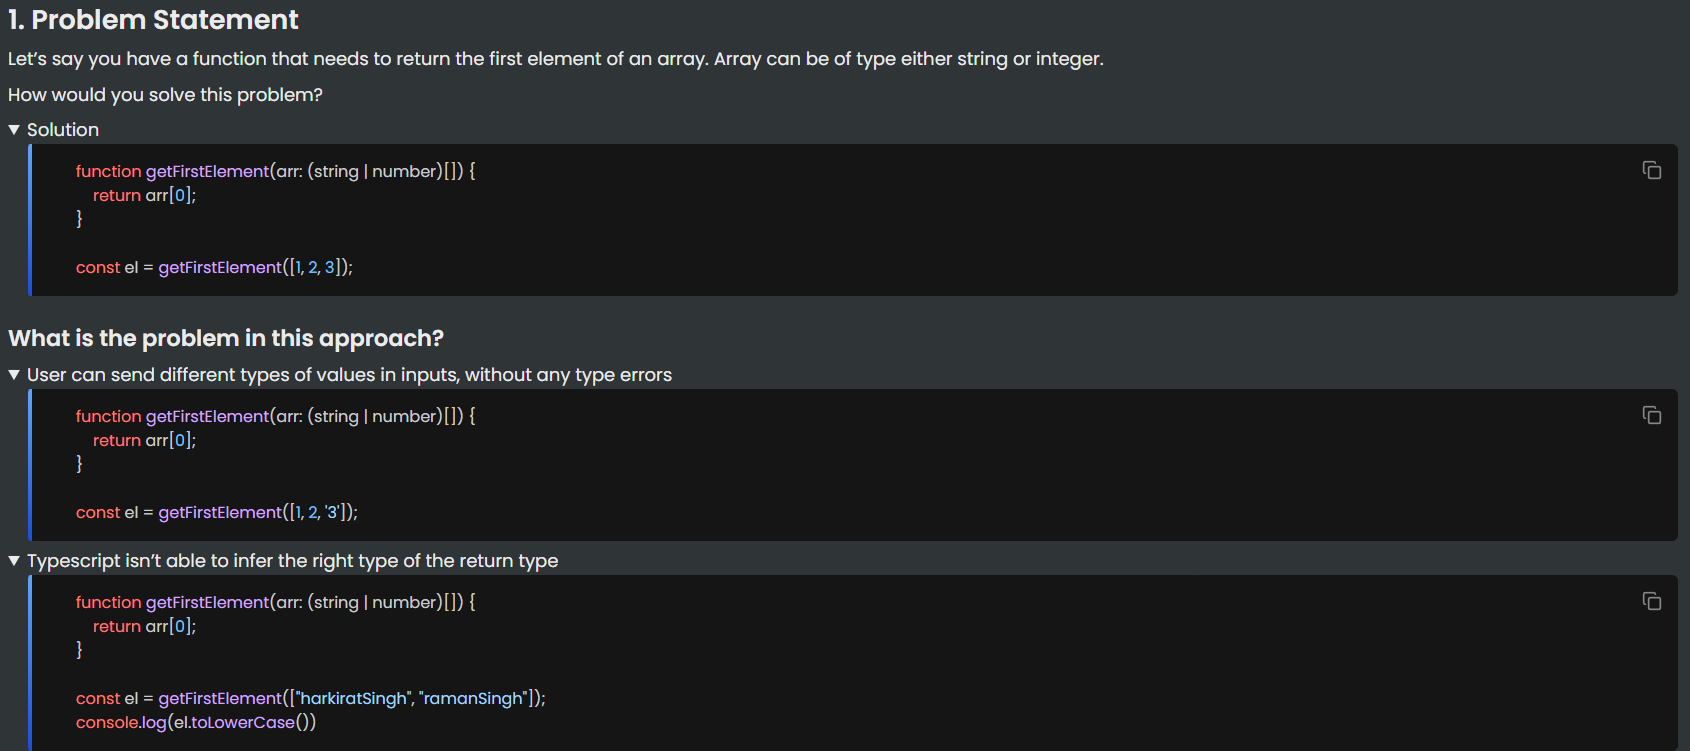 1. Problem Statement
Let’s say you have a function that needs to return the first element of an array. Array can be of type either string or integer.
How would you solve this problem?
Solution
function getFirstElement(arr: (string | number)[]) {
    return arr[0];
}
const el = getFirstElement([1, 2, 3]);
What is the problem in this approach?
User can send different types of values in inputs, without any type errors
function getFirstElement(arr: (string | number)[]) {
    return arr[0];
}
const el = getFirstElement([1, 2, '3']);
Typescript isn’t able to infer the right type of the return type
function getFirstElement(arr: (string | number)[]) {
    return arr[0];
}
const el = getFirstElement(["harkiratSingh", "ramanSingh"]);
console.log(el.toLowerCase())